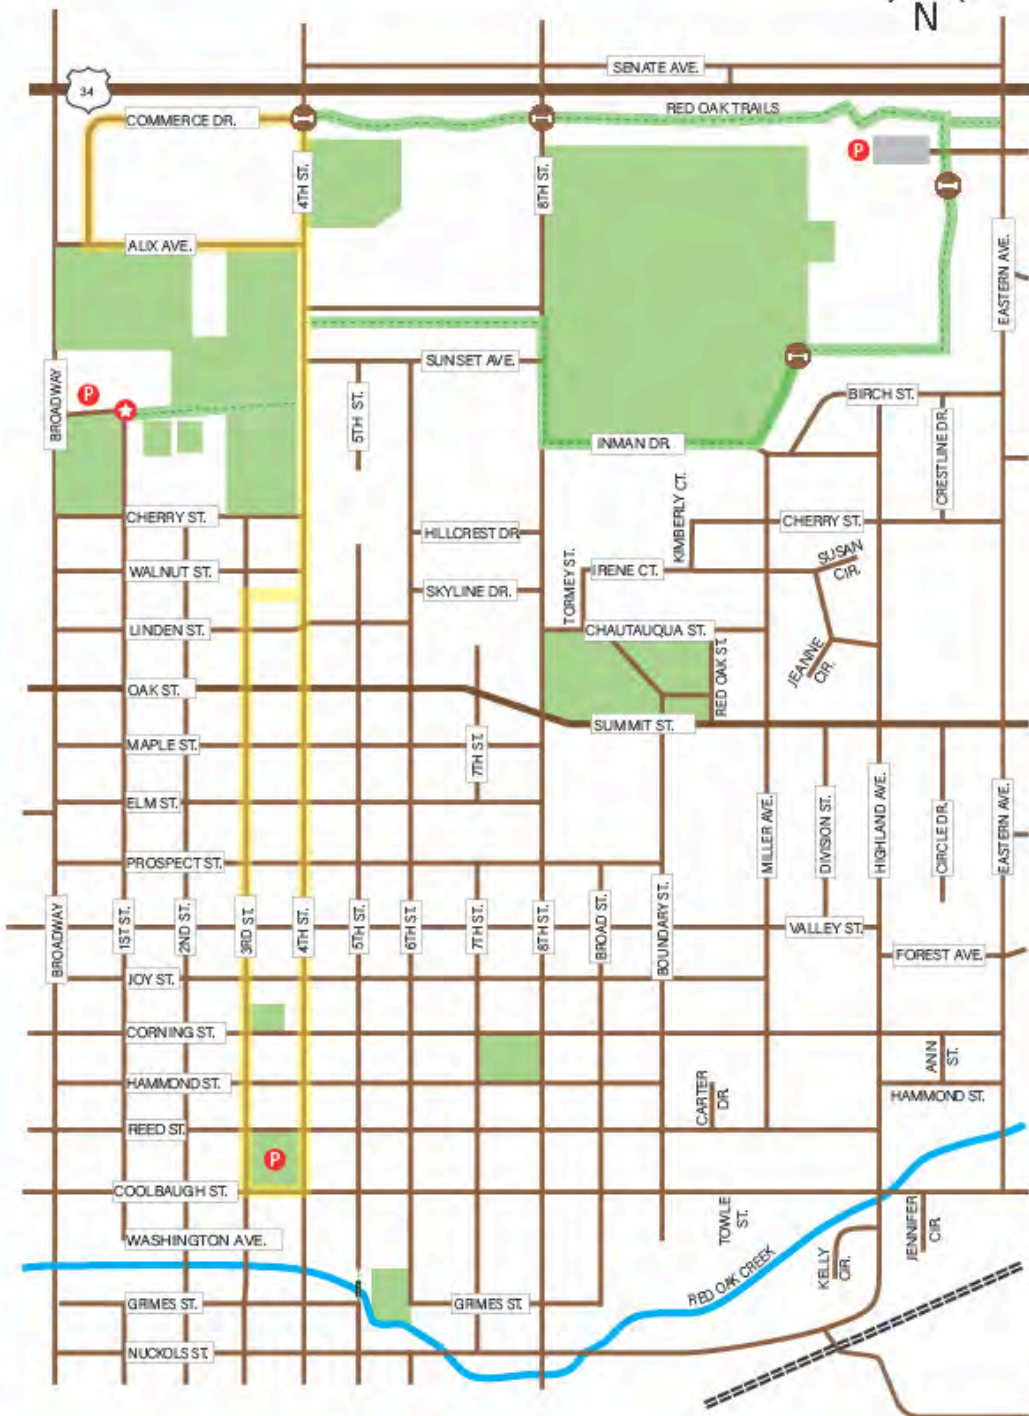 N
SENATE AVE.
34
RED OAK TRAILS
COMMERCE DR.
P
4TH ST.
8TH ST.
EASTERN AVE.
ALIX AVE.
SUNSET AVE.
BROADWAY
P
5TH ST.
BIRCH ST.
CRESTLINE DR.
INMAN DR.
KIMBERLY CT.
CHERRY ST.
CHERRY ST.
HILLCREST DR.
SUSAN
CIR.
WALNUT ST.
TORMEY ST.
IRENE CT.
SKYLINE DR.
LINDEN ST.
CHAUTAUQUA ST.
RED OAK ST.
JEANNE
CIR.
OAK ST.
SUMMIT ST.
MAPLE ST.
7TH ST.
ELM ST.
MILLER AVE.
DIVISION ST.
HIGHLAND AVE.
CIRCLE DR.
EASTERN AVE.
PROSPECT ST.
BROADWAY
1ST ST.
2ND ST.
3RD ST.
4TH ST.
5TH ST.
6TH ST.
7TH ST.
8TH ST.
BROAD ST.
BOUNDARY ST.
VALLEY ST.
FOREST AVE.
JOY ST.
CORNING ST.
ANN
ST.
HAMMOND ST.
CARTER
DR.
HAMMOND ST.
REED ST.
P
COOLBAUGH ST.
TOWLE
ST.
JENNIFER
CIR.
WASHINGTON AVE.
KELLY
CIR.
RED OAK CREEK
GRIMES ST.
GRIMES ST.
NUCKOLS ST.